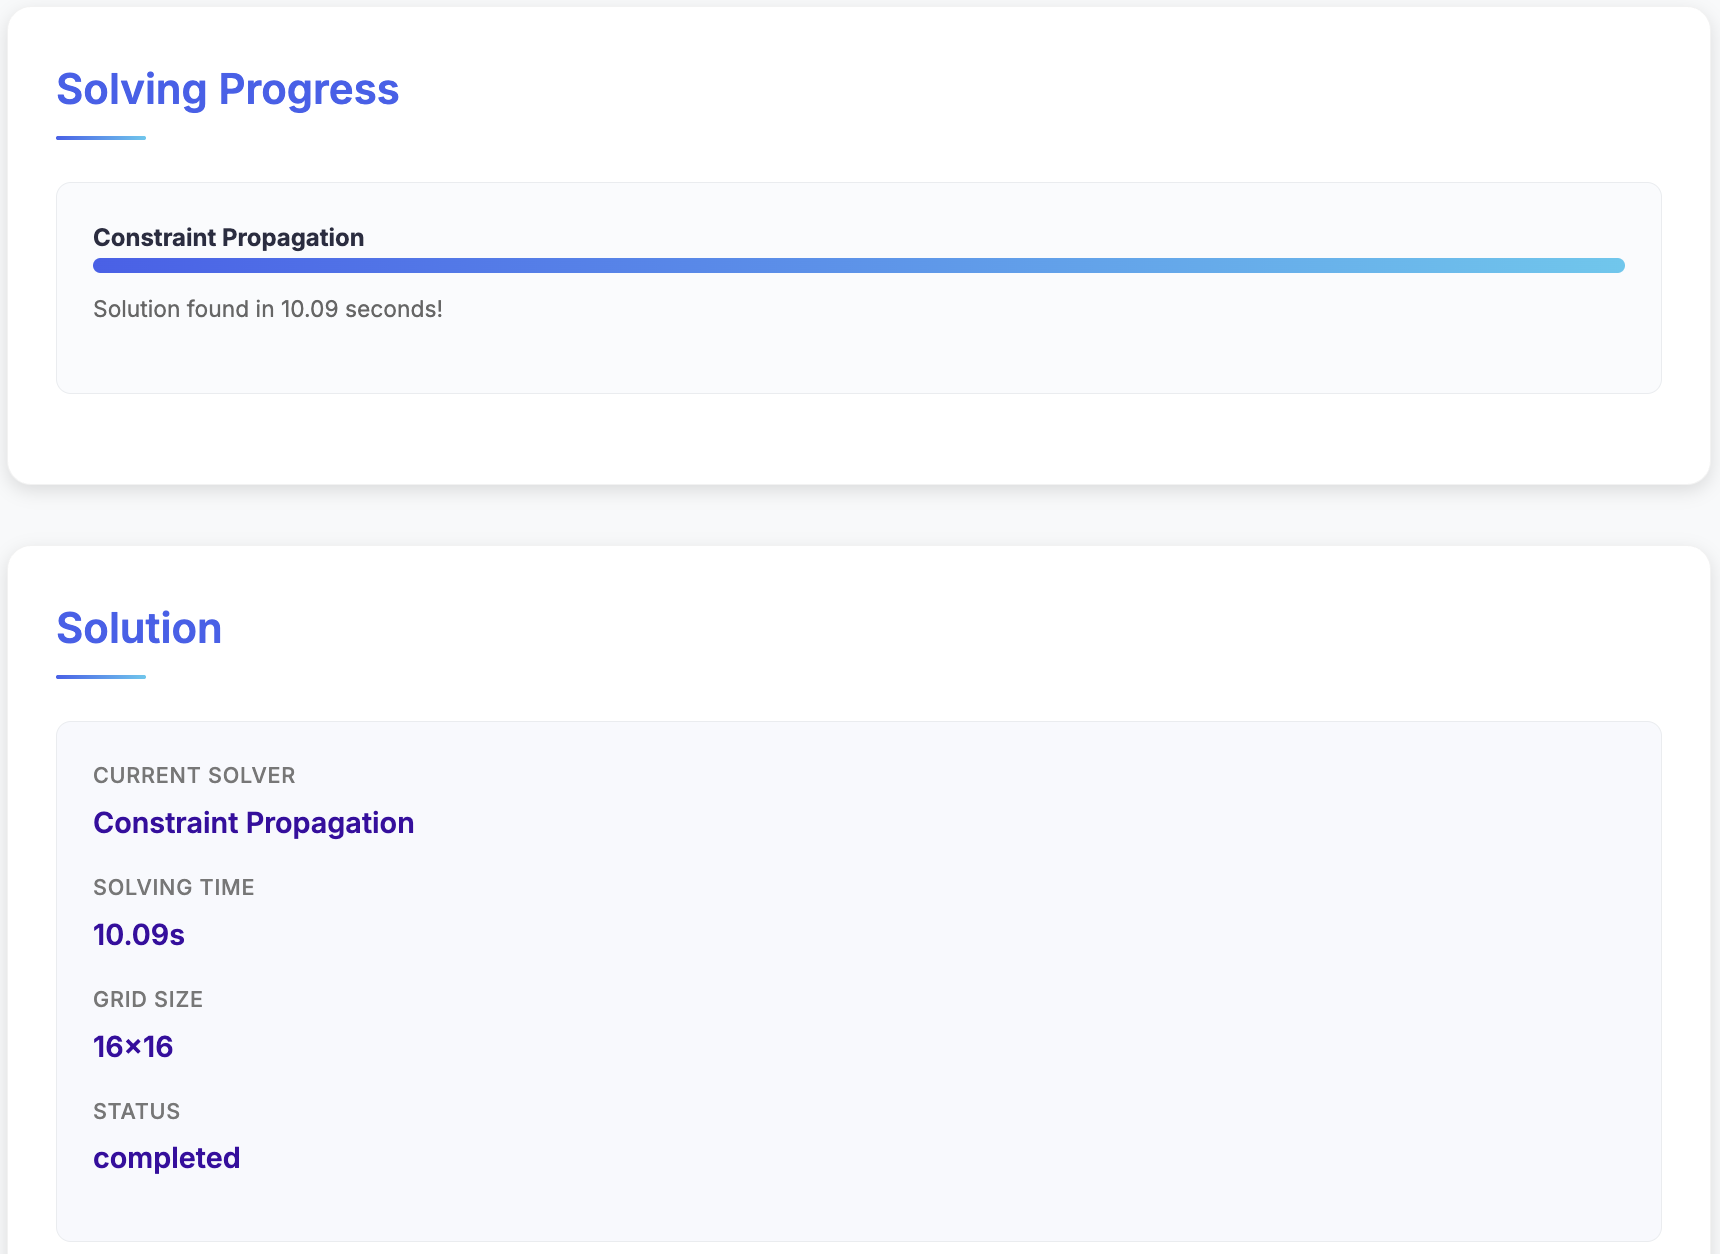 Solving Progress
Constraint Propagation
Solution found in 10.09 seconds!
Solution
CURRENT SOLVER
Constraint Propagation
SOLVING TIME
10.09s
GRID SIZE
16×16
STATUS
completed